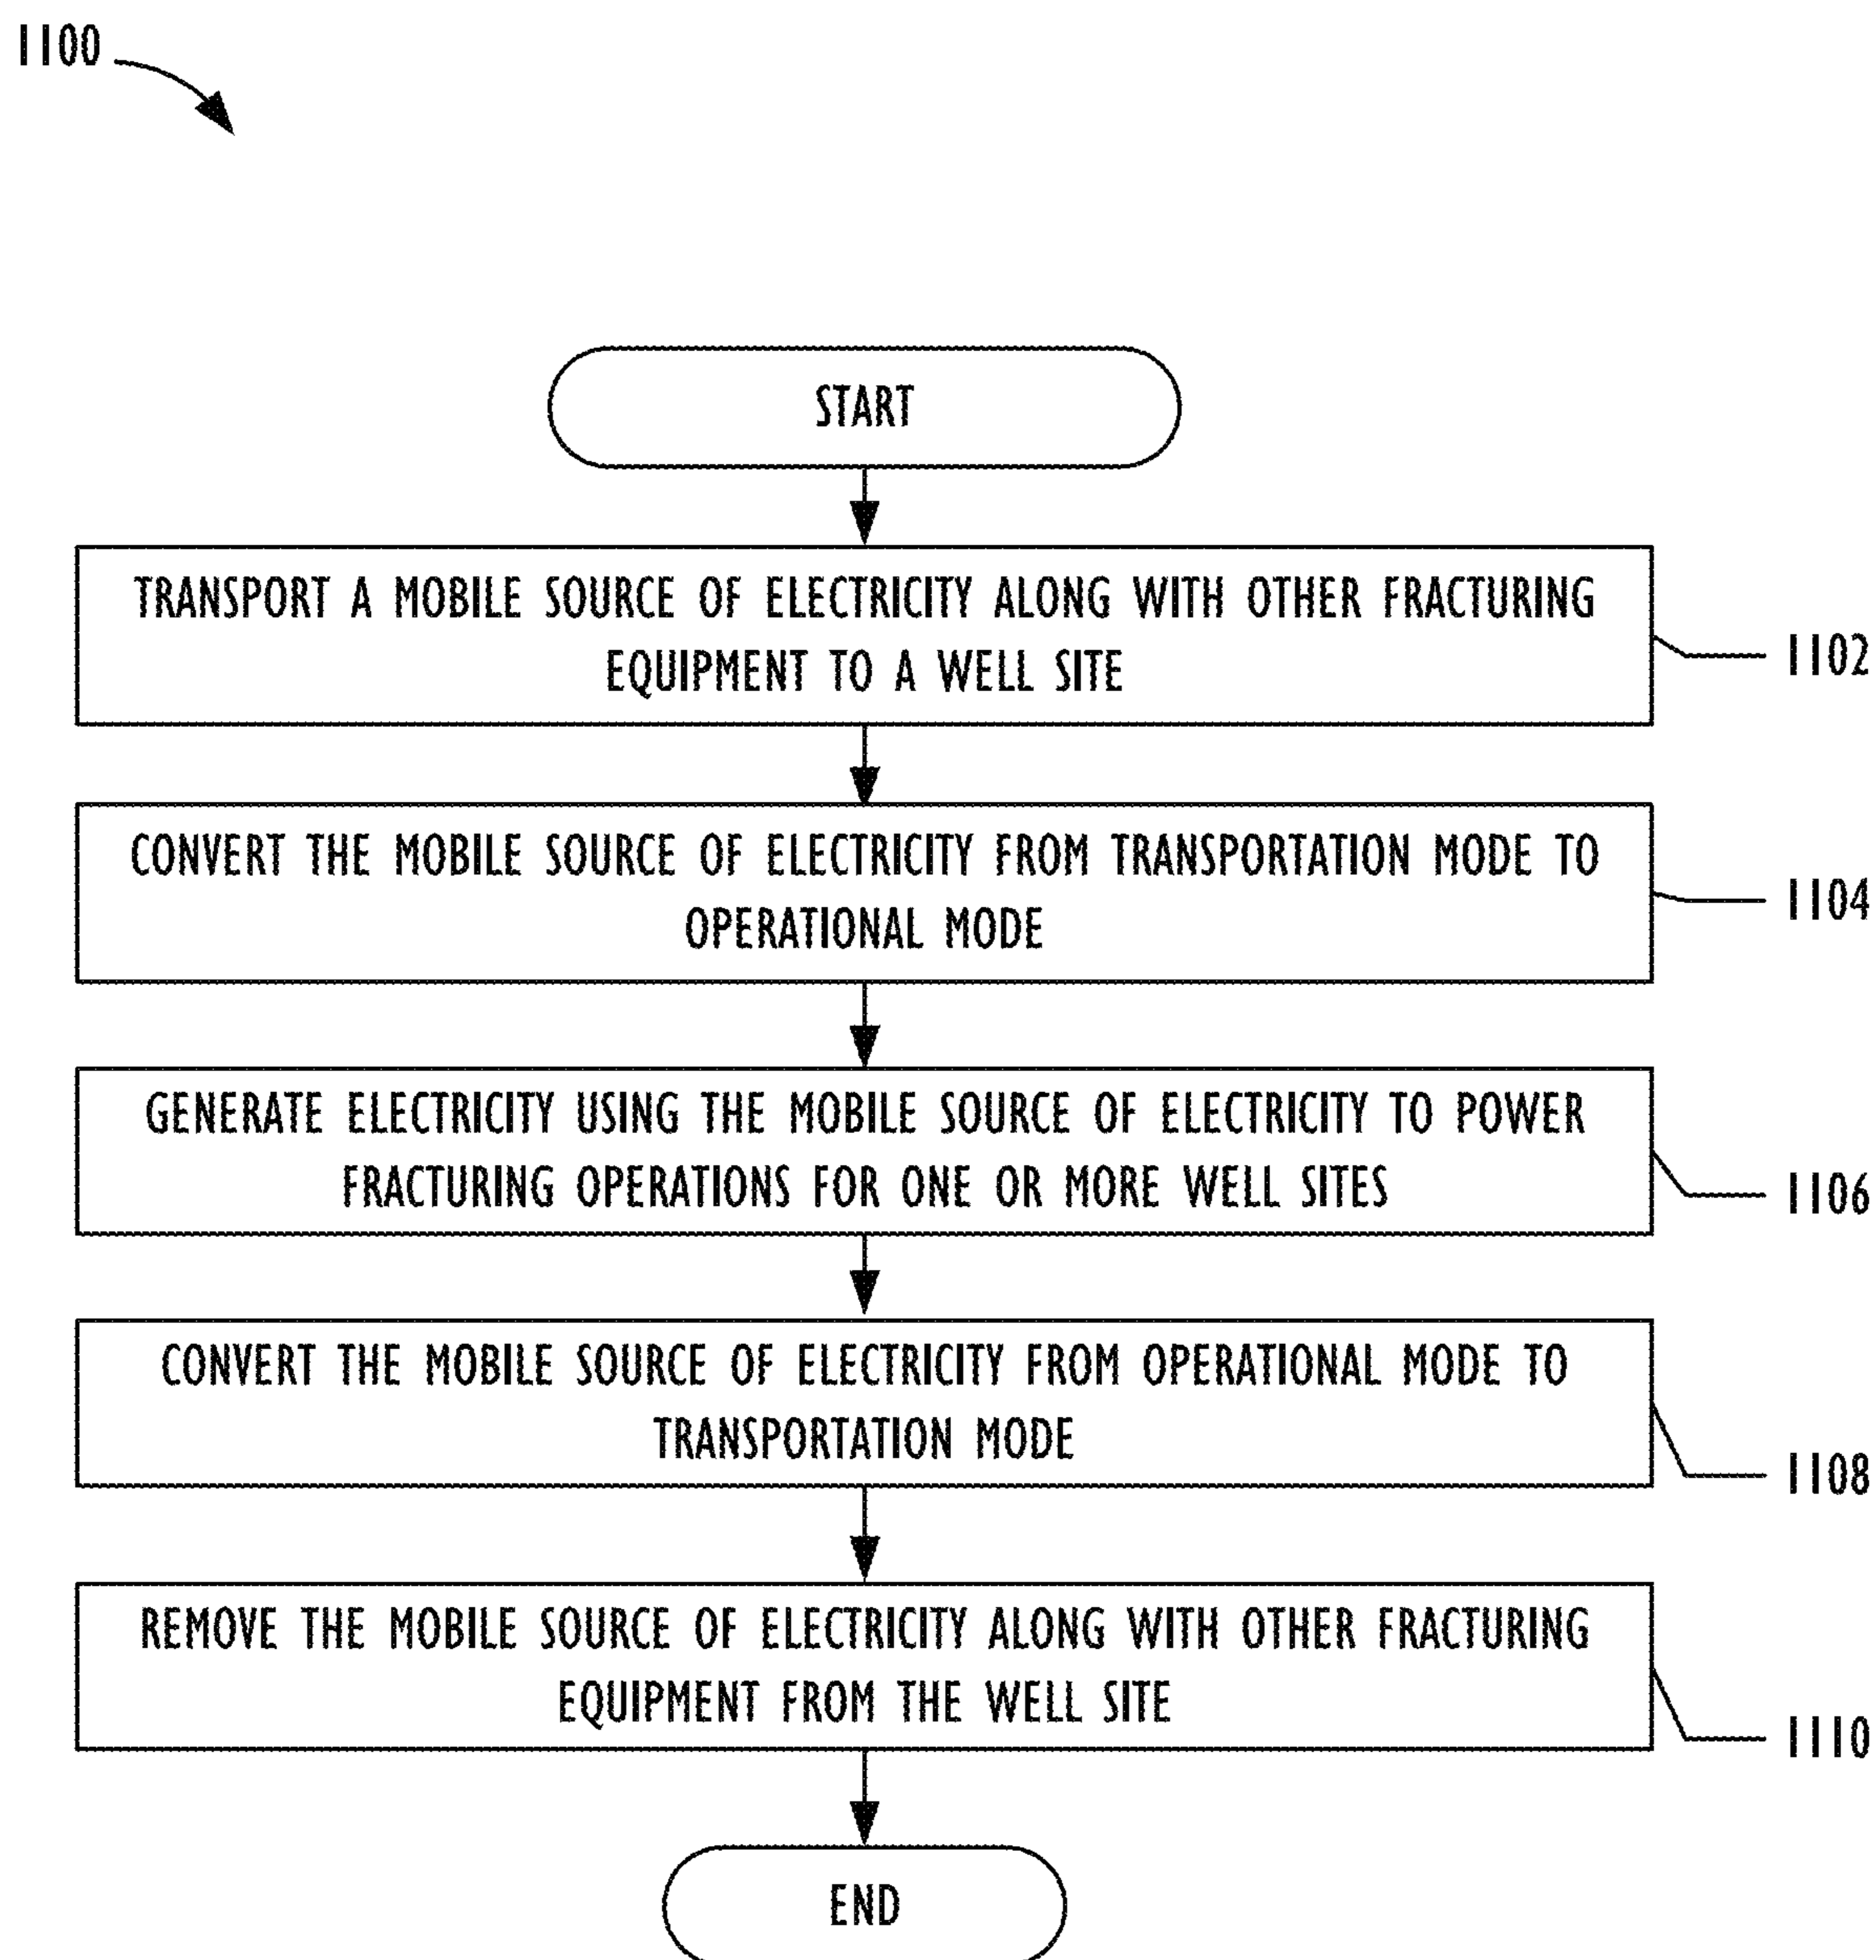 1100
START
TRANSPORT A MOBILE SOURCE OF ELECTRICITY ALONG WITH OTHER FRACTURING
EQUIPMENT TO A WELL SITE
1102
CONVERT THE MOBILE SOURCE OF ELECTRICITY FROM TRANSPORTATION MODE TO
OPERATIONAL MODE
1104
GENERATE ELECTRICITY USING THE MOBILE SOURCE OF ELECTRICITY TO POWER
FRACTURING OPERATIONS FOR ONE OR MORE WELL SITES
1106
CONVERT THE MOBILE SOURCE OF ELECTRICITY FROM OPERATIONAL MODE TO
TRANSPORTATION MODE
1108
REMOVE THE MOBILE SOURCE OF ELECTRICITY ALONG WITH OTHER FRACTURING
EQUIPMENT FROM THE WELL SITE
1110
END